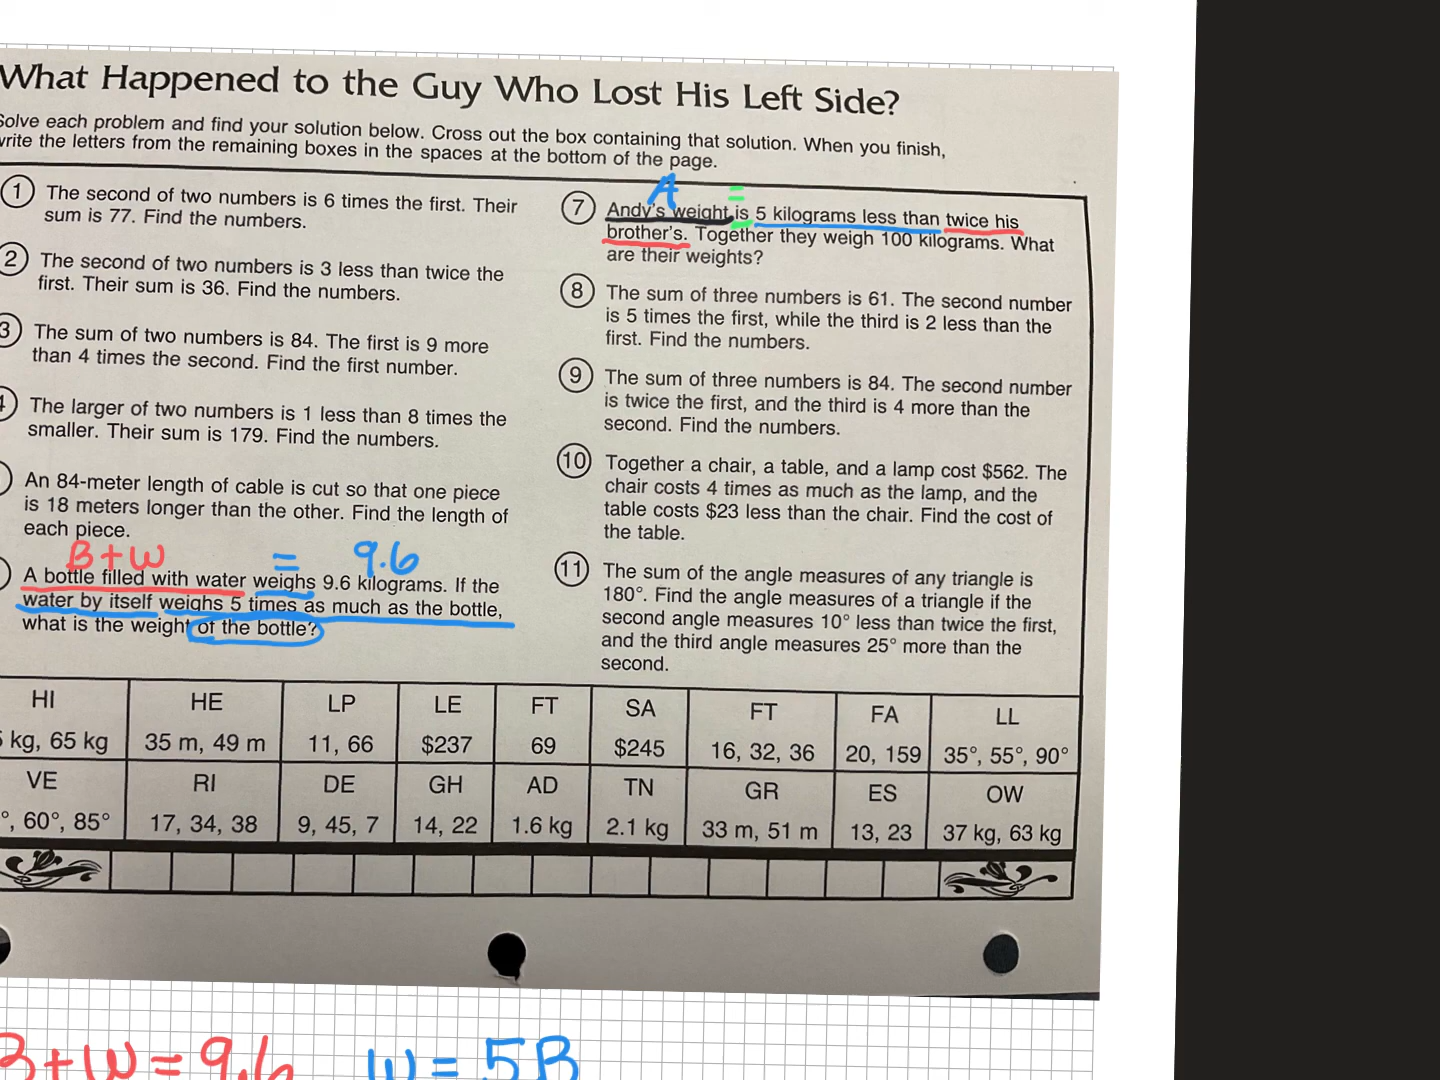 What Happened to the Guy Who Lost His Left Side?
Solve each problem and find your solution below. Cross out the box containing that solution. When you finish,
write the letters from the remaining boxes in the spaces at the bottom of the page.
1 The second of two numbers is 6 times the first. Their
sum is 77. Find the numbers.
2 The second of two numbers is 3 less than twice the
first. Their sum is 36. Find the numbers.
3 The sum of two numbers is 84. The first is 9 more
than 4 times the second. Find the first number.
4 The larger of two numbers is 1 less than 8 times the
smaller. Their sum is 179. Find the numbers.
An 84-meter length of cable is cut so that one piece
is 18 meters longer than the other. Find the length of
each piece.
B+W = 9.6
A bottle filled with water weighs 9.6 kilograms. If the
water by itself weighs 5 times as much as the bottle,
what is the weight of the bottle?
A =
7 Andy's weight is 5 kilograms less than twice his
brother's. Together they weigh 100 kilograms. What
are their weights?
8 The sum of three numbers is 61. The second number
is 5 times the first, while the third is 2 less than the
first. Find the numbers.
9 The sum of three numbers is 84. The second number
is twice the first, and the third is 4 more than the
second. Find the numbers.
10 Together a chair, a table, and a lamp cost $562. The
chair costs 4 times as much as the lamp, and the
table costs $23 less than the chair. Find the cost of
the table.
11 The sum of the angle measures of any triangle is
180°. Find the angle measures of a triangle if the
second angle measures 10° less than twice the first,
and the third angle measures 25° more than the
second.
HI HE LP LE FT SA FT FA LL
kg, 65 kg 35 m, 49 m 11, 66 $237 69 $245 16, 32, 36 20, 159 35°, 55°, 90°
VE RI DE GH AD TN GR ES OW
°, 60°, 85° 17, 34, 38 9, 45, 7 14, 22 1.6 kg 2.1 kg 33 m, 51 m 13, 23 37 kg, 63 kg
B+W = 9.6 W = 5B